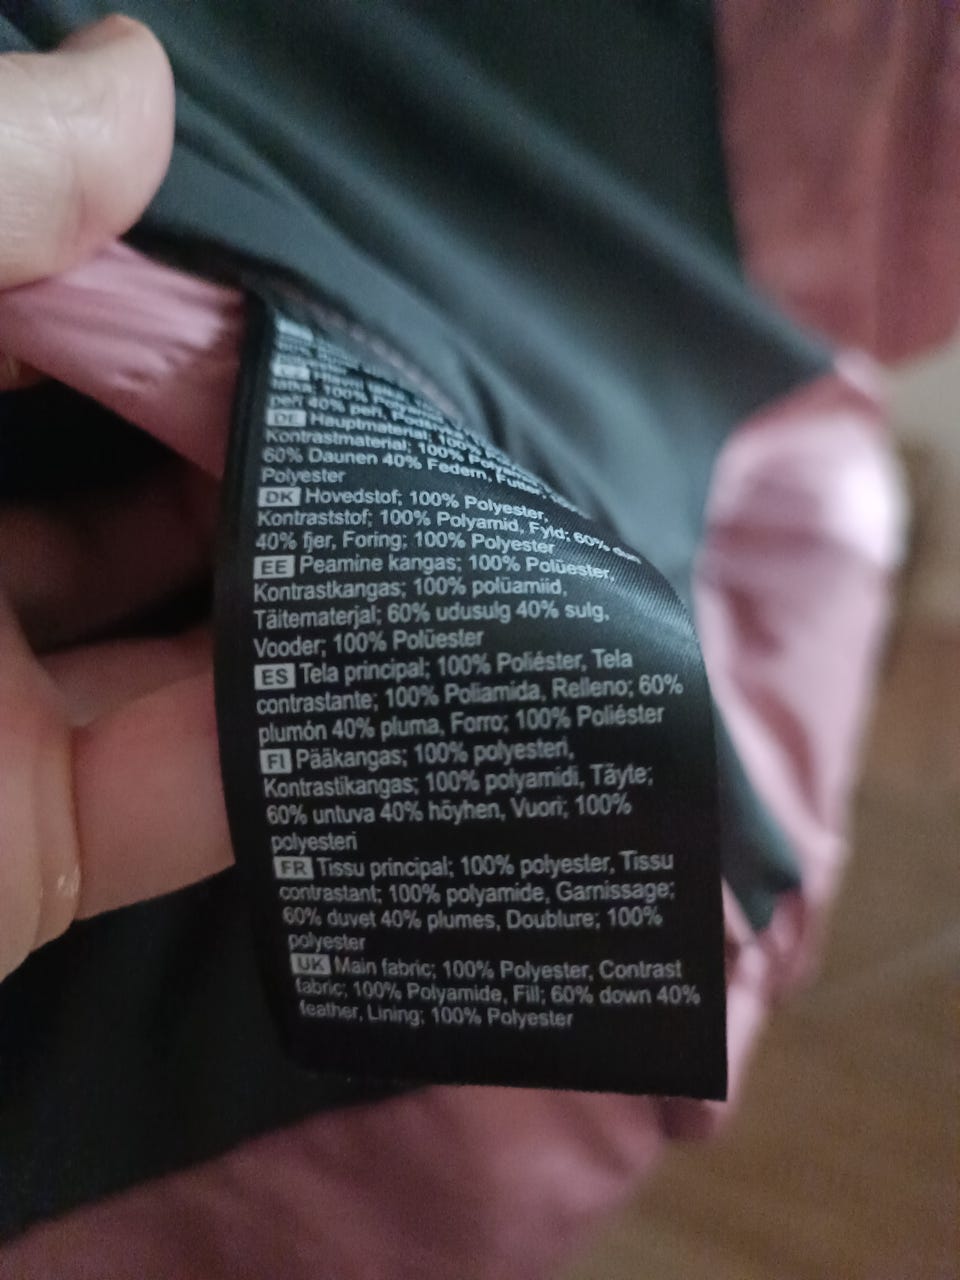 peří 40% peří,
DE Hauptmaterial; 100%
Kontrastmaterial; 100%
60% Daunen 40% Federn, Futter;
Polyester
DK Hovedstof; 100% Polyester,
Kontraststof; 100% Polyamid, Fyld; 60% dun
40% fjer, Foring; 100% Polyester
EE Peamine kangas; 100% Polüester,
Kontrastkangas; 100% polüamiid,
Täitematerjal; 60% udusulg 40% sulg,
Vooder; 100% Polüester
ES Tela principal; 100% Poliéster, Tela
contrastante; 100% Poliamida, Relleno; 60%
plumón 40% pluma, Forro; 100% Poliéster
FI Pääkangas; 100% polyesteri,
Kontrastikangas; 100% polyamidi, Täyte;
60% untuva 40% höyhen, Vuori; 100%
polyesteri
FR Tissu principal; 100% polyester, Tissu
contrastant; 100% polyamide, Garnissage;
60% duvet 40% plumes, Doublure; 100%
polyester
UK Main fabric; 100% Polyester, Contrast
fabric; 100% Polyamide, Fill; 60% down 40%
feather, Lining; 100% Polyester